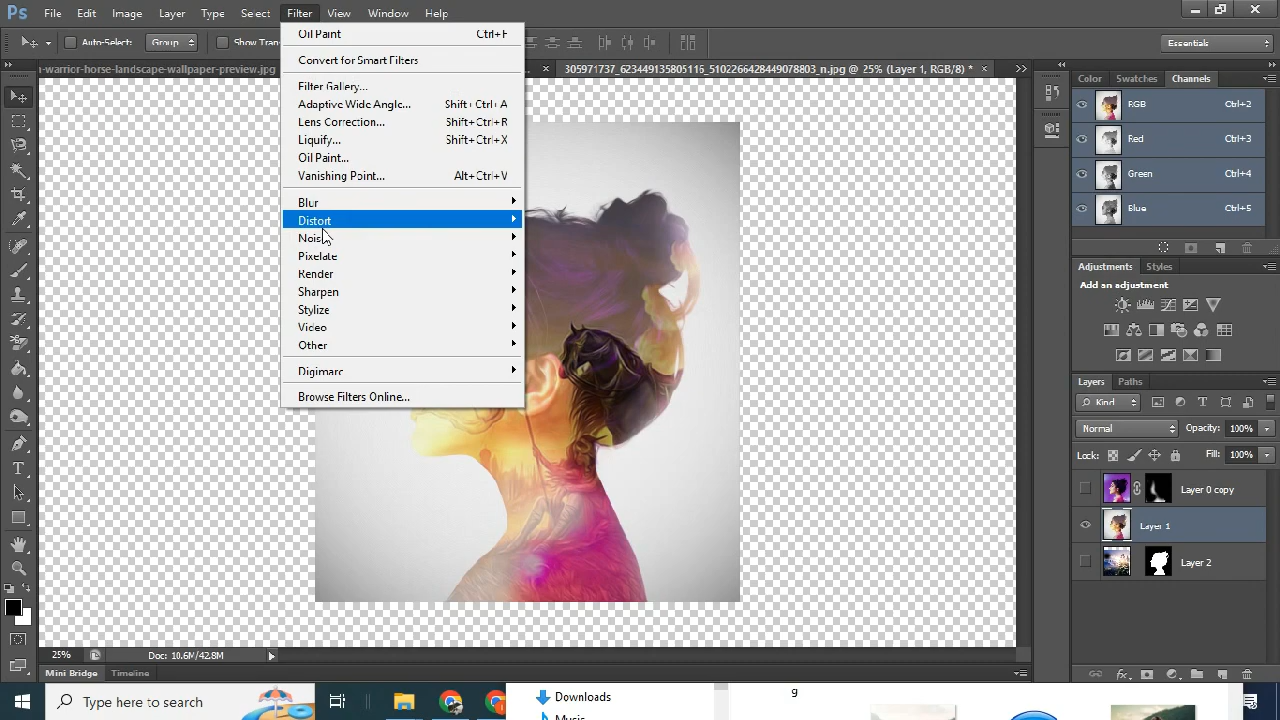 Ps File Edit Image Layer Type Select Filter View Window Help
Auto-Select: Group Show Tran Essentials
-warrior-horse-landscape-wallpaper-preview.jpg 305971737_623449135805116_5102266428449078803_n.jpg @ 25% (Layer 1, RGB/8) *
Oil Paint Ctrl+F
Convert for Smart Filters
Filter Gallery...
Adaptive Wide Angle... Shift+Ctrl+A
Lens Correction... Shift+Ctrl+R
Liquify... Shift+Ctrl+X
Oil Paint...
Vanishing Point... Alt+Ctrl+V
Blur
Distort
Noise
Pixelate
Render
Sharpen
Stylize
Video
Other
Digimarc
Browse Filters Online...
Color Swatches Channels
RGB Ctrl+2
Red Ctrl+3
Green Ctrl+4
Blue Ctrl+5
Adjustments Styles
Add an adjustment
Layers Paths
Kind
Normal Opacity: 100%
Lock: Fill: 100%
Layer 0 copy
Layer 1
Layer 2
25% Doc: 10.6M/42.8M
Mini Bridge Timeline
Type here to search
Downloads
Music
g